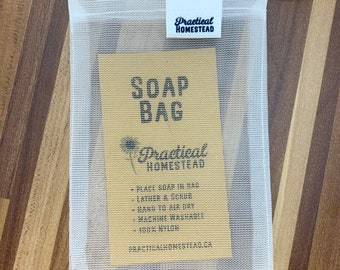 Practical
HOMESTEAD
SOAP
BAG
Practical
HOMESTEAD
- PLACE SOAP IN BAG
- LATHER & SCRUB
- HANG TO AIR DRY
- MACHINE WASHABLE
- 100% NYLON
PRACTICALHOMESTEAD.CA